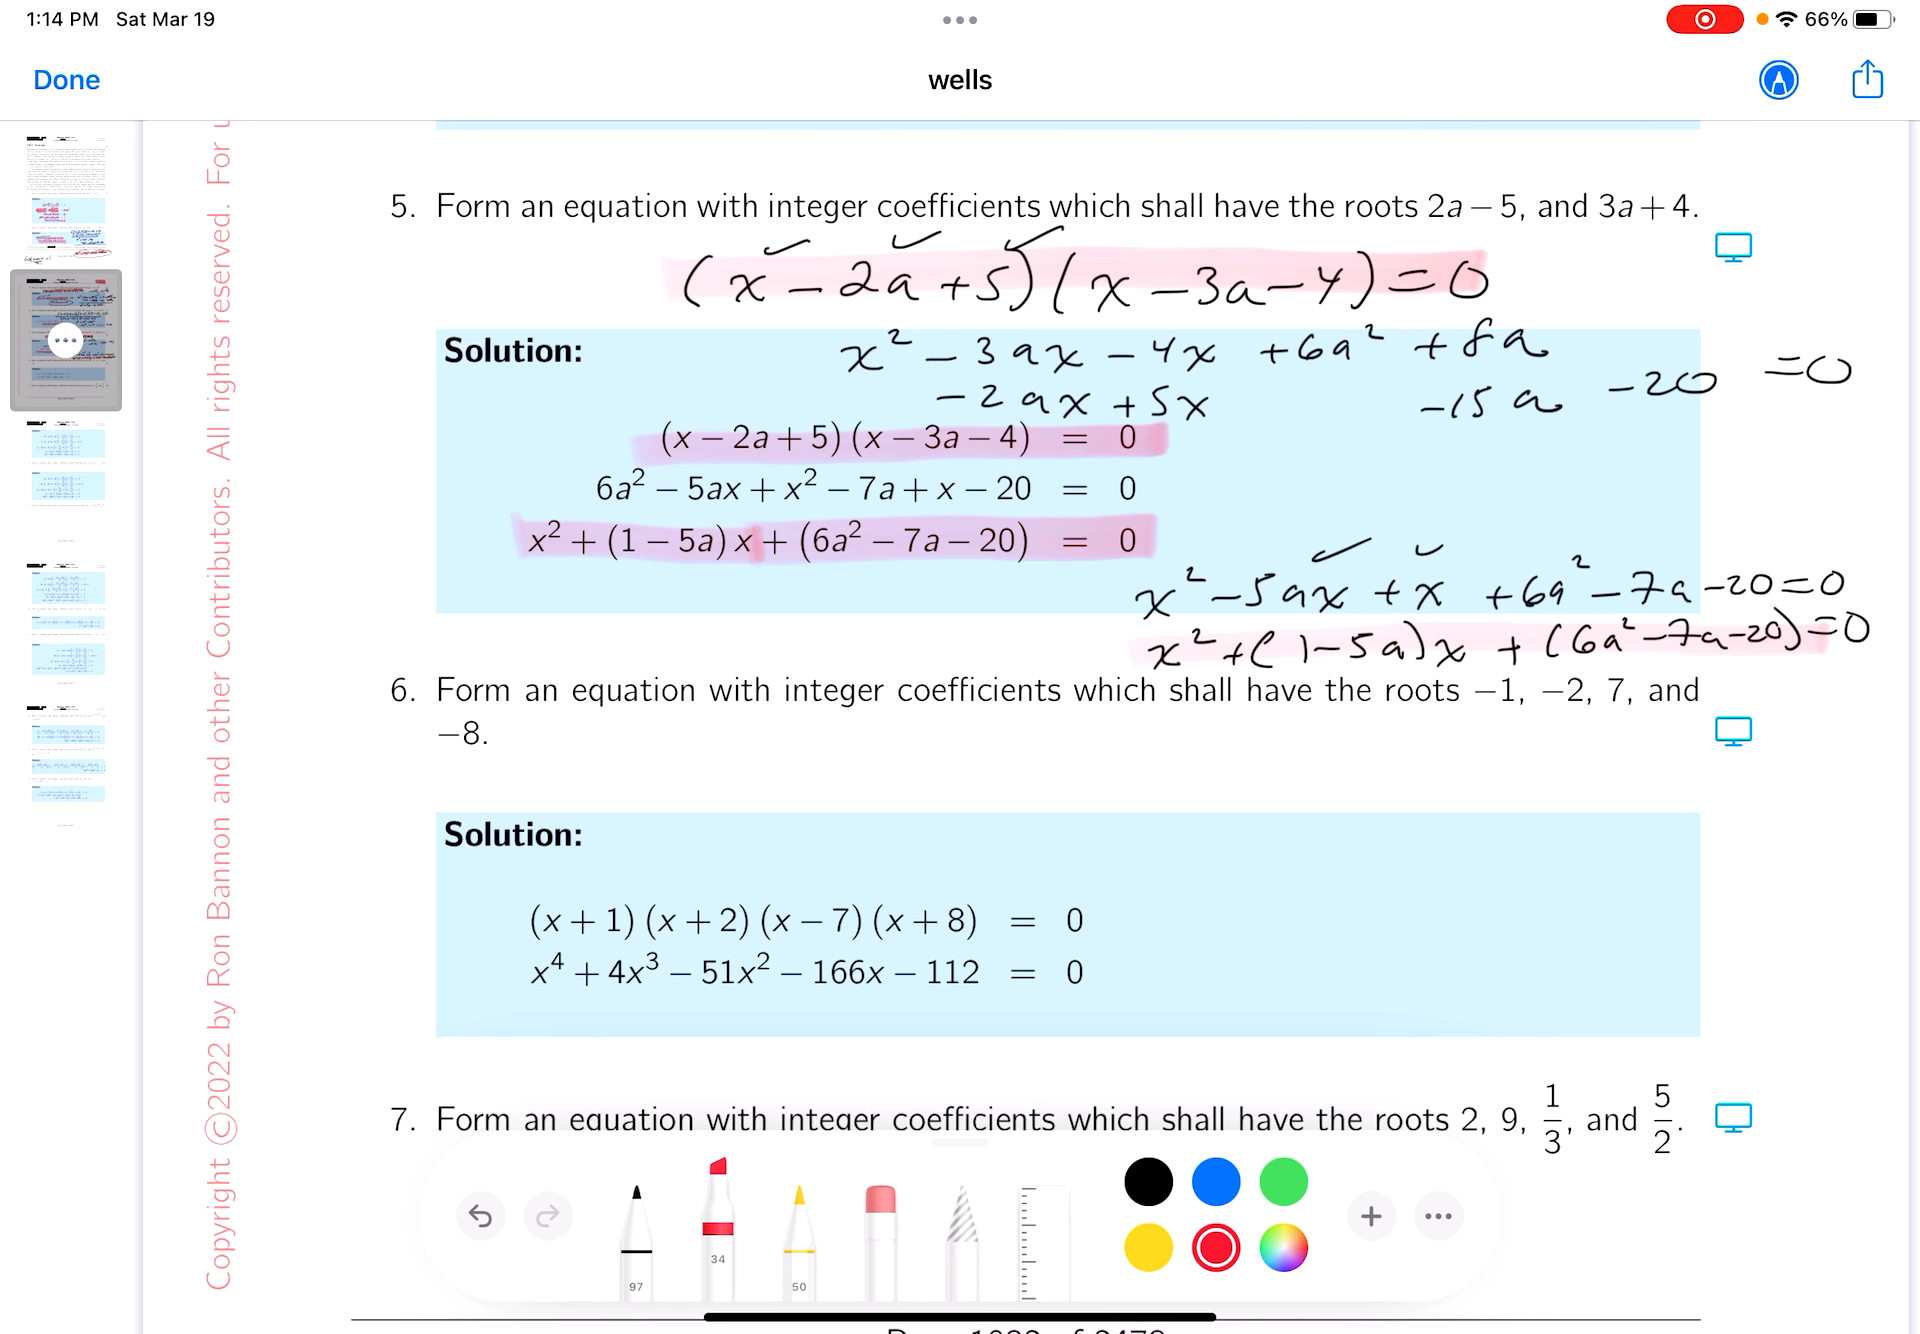 1:14 PM Sat Mar 19
66%
Done
wells
Copyright ©2022 by Ron Bannon and other Contributors. All rights reserved. For
5. Form an equation with integer coefficients which shall have the roots 2a − 5, and 3a + 4.
(x − 2a + 5)(x − 3a − 4) = 0
Solution:
x² − 3ax − 4x + 6a² + 8a
− 2ax + 5x − 15a − 20 = 0
(x − 2a + 5) (x − 3a − 4) = 0
6a² − 5ax + x² − 7a + x − 20 = 0
x² + (1 − 5a) x + (6a² − 7a − 20) = 0
x² − 5ax + x + 6a² − 7a − 20 = 0
x² + (1 − 5a)x + (6a² − 7a − 20) = 0
6. Form an equation with integer coefficients which shall have the roots −1, −2, 7, and
−8.
Solution:
(x + 1) (x + 2) (x − 7) (x + 8) = 0
x⁴ + 4x³ − 51x² − 166x − 112 = 0
7. Form an equation with integer coefficients which shall have the roots 2, 9, 1/3, and 5/2.
97
34
50